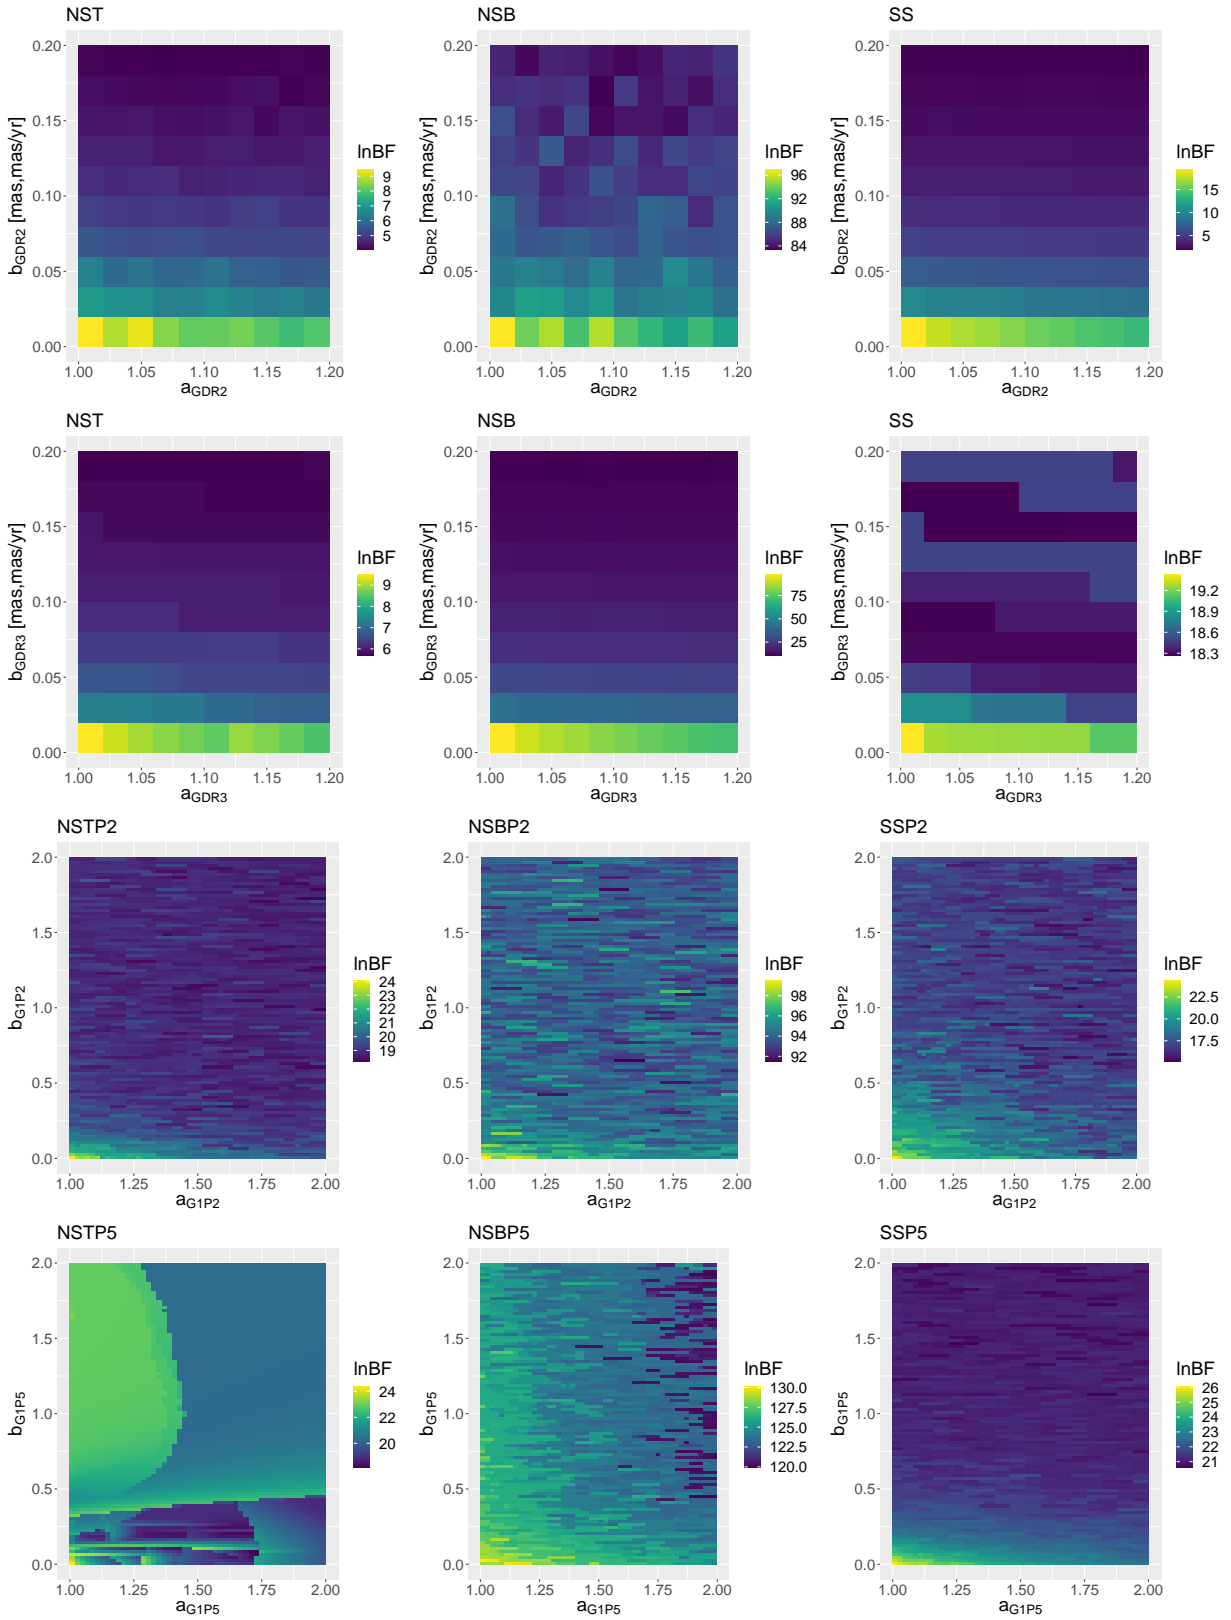 NST
NSB
SS
0.20
0.15
0.10
0.05
0.00
b_GDR2 [mas,mas/yr]
1.00 1.05 1.10 1.15 1.20
a_GDR2
lnBF
9
8
7
6
5
0.20
0.15
0.10
0.05
0.00
b_GDR2 [mas,mas/yr]
1.00 1.05 1.10 1.15 1.20
a_GDR2
lnBF
96
92
88
84
0.20
0.15
0.10
0.05
0.00
b_GDR2 [mas,mas/yr]
1.00 1.05 1.10 1.15 1.20
a_GDR2
lnBF
15
10
5
NST
NSB
SS
0.20
0.15
0.10
0.05
0.00
b_GDR3 [mas,mas/yr]
1.00 1.05 1.10 1.15 1.20
a_GDR3
lnBF
9
8
7
6
0.20
0.15
0.10
0.05
0.00
b_GDR3 [mas,mas/yr]
1.00 1.05 1.10 1.15 1.20
a_GDR3
lnBF
75
50
25
0.20
0.15
0.10
0.05
0.00
b_GDR3 [mas,mas/yr]
1.00 1.05 1.10 1.15 1.20
a_GDR3
lnBF
19.2
18.9
18.6
18.3
NSTP2
NSBP2
SSP2
2.0
1.5
1.0
0.5
0.0
b_G1P2
1.00 1.25 1.50 1.75 2.00
a_G1P2
lnBF
24
23
22
21
20
19
2.0
1.5
1.0
0.5
0.0
b_G1P2
1.00 1.25 1.50 1.75 2.00
a_G1P2
lnBF
98
96
94
92
2.0
1.5
1.0
0.5
0.0
b_G1P2
1.00 1.25 1.50 1.75 2.00
a_G1P2
lnBF
22.5
20.0
17.5
NSTP5
NSBP5
SSP5
2.0
1.5
1.0
0.5
0.0
b_G1P5
1.00 1.25 1.50 1.75 2.00
a_G1P5
lnBF
24
22
20
2.0
1.5
1.0
0.5
0.0
b_G1P5
1.00 1.25 1.50 1.75 2.00
a_G1P5
lnBF
130.0
127.5
125.0
122.5
120.0
2.0
1.5
1.0
0.5
0.0
b_G1P5
1.00 1.25 1.50 1.75 2.00
a_G1P5
lnBF
26
25
24
23
22
21